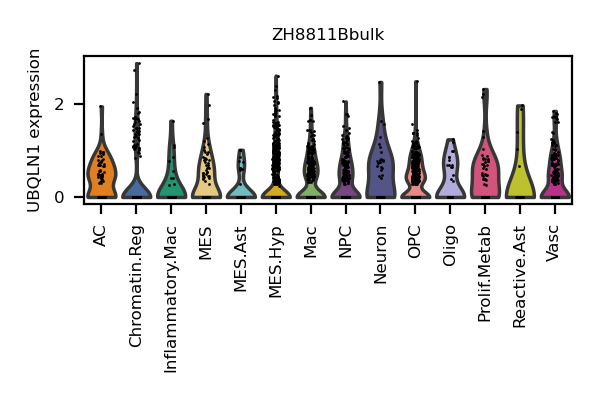 ZH8811Bbulk
UBQLN1 expression
2
0
AC
Chromatin.Reg
Inflammatory.Mac
MES
MES.Ast
MES.Hyp
Mac
NPC
Neuron
OPC
Oligo
Prolif.Metab
Reactive.Ast
Vasc